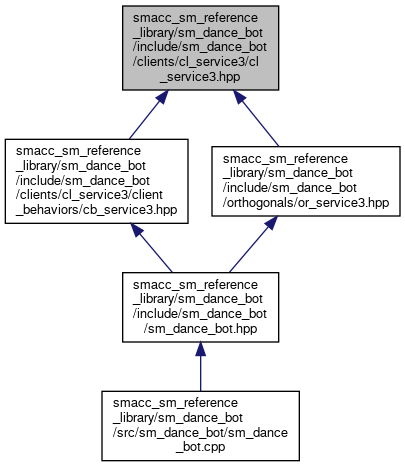 smacc_sm_reference
_library/sm_dance_bot
/include/sm_dance_bot
/clients/cl_service3/cl
_service3.hpp
smacc_sm_reference
_library/sm_dance_bot
/include/sm_dance_bot
/clients/cl_service3/client
_behaviors/cb_service3.hpp
smacc_sm_reference
_library/sm_dance_bot
/include/sm_dance_bot
/orthogonals/or_service3.hpp
smacc_sm_reference
_library/sm_dance_bot
/include/sm_dance_bot
/sm_dance_bot.hpp
smacc_sm_reference
_library/sm_dance_bot
/src/sm_dance_bot/sm_dance
_bot.cpp